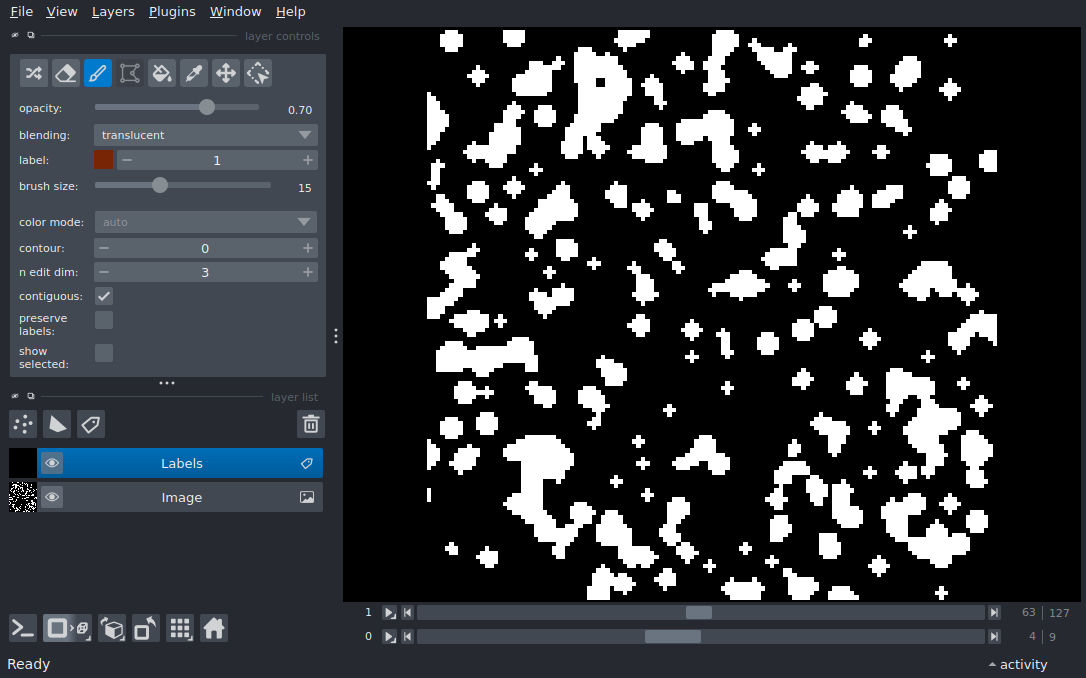 File View Layers Plugins Window Help
layer controls
opacity: 0.70
blending: translucent
label: 1
brush size: 15
color mode: auto
contour: 0
n edit dim: 3
contiguous:
preserve
labels:
show
selected:
layer list
Labels
Image
1 63 127
0 4 9
Ready activity